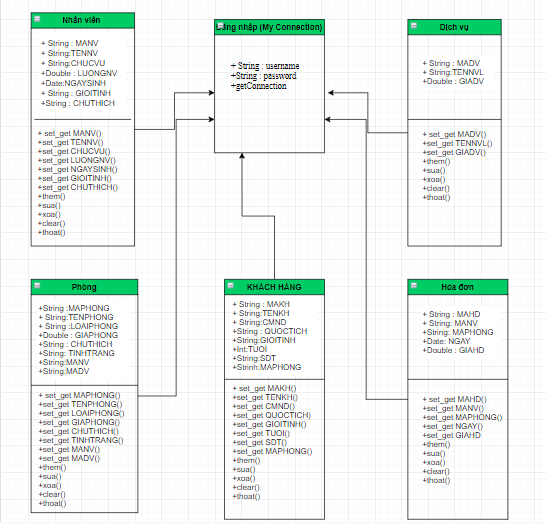 Nhân viên
+ String : MANV
+ String:TENNV
+ String:CHUCVU
+Double : LUONGNV
+Date:NGAYSINH
+ String : GIOITINH
+String : CHUTHICH
+ set_get MANV()
+set_get TENNV()
+set_get CHUCVU()
+set_get LUONGNV()
+set_get NGAYSINH()
+set_get GIOITINH()
+set_get CHUTHICH()
+them()
+sua()
+xoa()
+clear()
+thoat()
Đăng nhập (My Connection)
+ String : username
+String : password
+getConnection
Dịch vụ
+ String : MADV
+ String:TENNVL
+Double : GIADV
+ set_get MADV()
+set_get TENVL()
+set_get GIADV()
+them()
+sua()
+xoa()
+clear()
+thoat()
Phòng
+String :MAPHONG
+ String:TENPHONG
+ String :LOAIPHONG
+Double : GIAPHONG
+String : CHUTHICH
+String: TINHTRANG
+String:MANV
+String:MADV
+ set_get MAPHONG()
+set_get TENPHONG()
+set_get LOAIPHONG()
+set_get GIAPHONG()
+set_get CHUTHICH()
+set_get TINHTRANG()
+set_get MANV()
+set_get MADV()
+them()
+sua()
+xoa()
+clear()
+thoat()
KHÁCH HÀNG
+ String : MAKH
+ String:TENKH
+ String:CMND
+String : QUOCTICH
+String:GIOITINH
+Int:TUOI
+String:SDT
+Strinh:MAPHONG
+ set_get MAKH()
+set_get TENKH()
+set_get CMND()
+set_get QUOCTICH()
+set_get GIOITINH()
+set_get TUOI()
+set_get SDT()
+set_get MAPHONG()
+them()
+sua()
+xoa()
+clear()
+thoat()
Hóa đơn
+ String : MAHD
+ String: MANV
+String: MAPHONG
+Date: NGAY
+Double : GIAHD
+ set_get MAHD()
+set_get MANV()
+set_get MAPHONG()
+set_get NGAY()
+set_get GIAHD
+them()
+sua()
+xoa()
+clear()
+thoat()